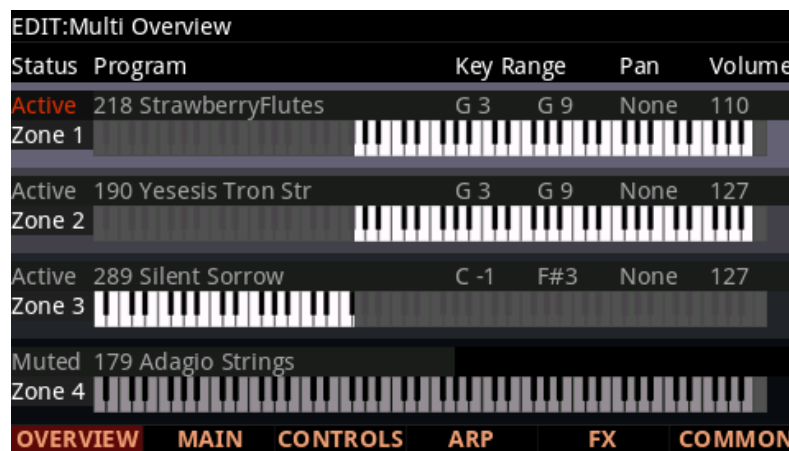 EDIT:Multi Overview
Status Program Key Range Pan Volume
Active 218 StrawberryFlutes G 3 G 9 None 110
Zone 1
Active 190 Yesesis Tron Str G 3 G 9 None 127
Zone 2
Active 289 Silent Sorrow C -1 F#3 None 127
Zone 3
Muted 179 Adagio Strings
Zone 4
OVERVIEW MAIN CONTROLS ARP FX COMMON